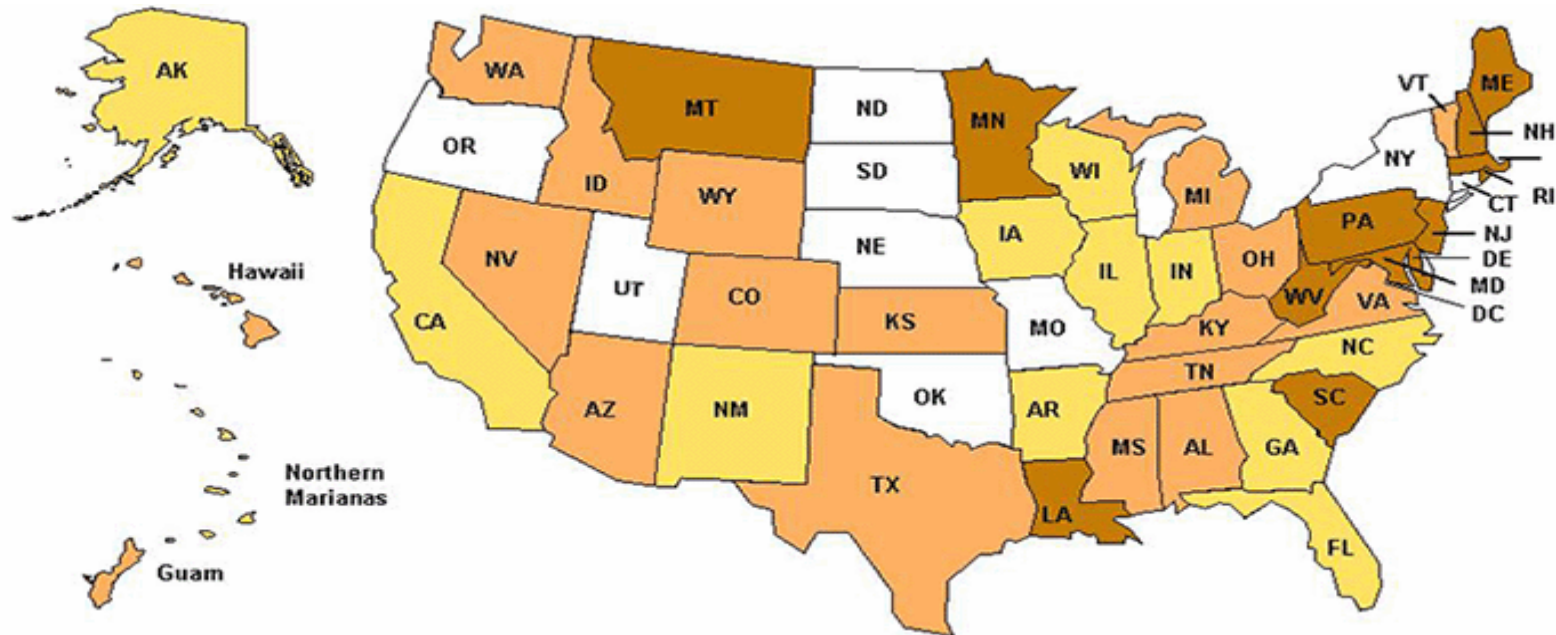 AK
WA
MT
ND
MN
VT
ME
OR
ID
WY
SD
WI
MI
NY
NH
RI
CT
NV
UT
CO
NE
IA
IL
IN
OH
PA
NJ
DE
MD
DC
WV
VA
Hawaii
CA
KS
MO
KY
NC
TN
AZ
NM
OK
AR
SC
MS
AL
GA
TX
LA
FL
Northern
Marianas
Guam